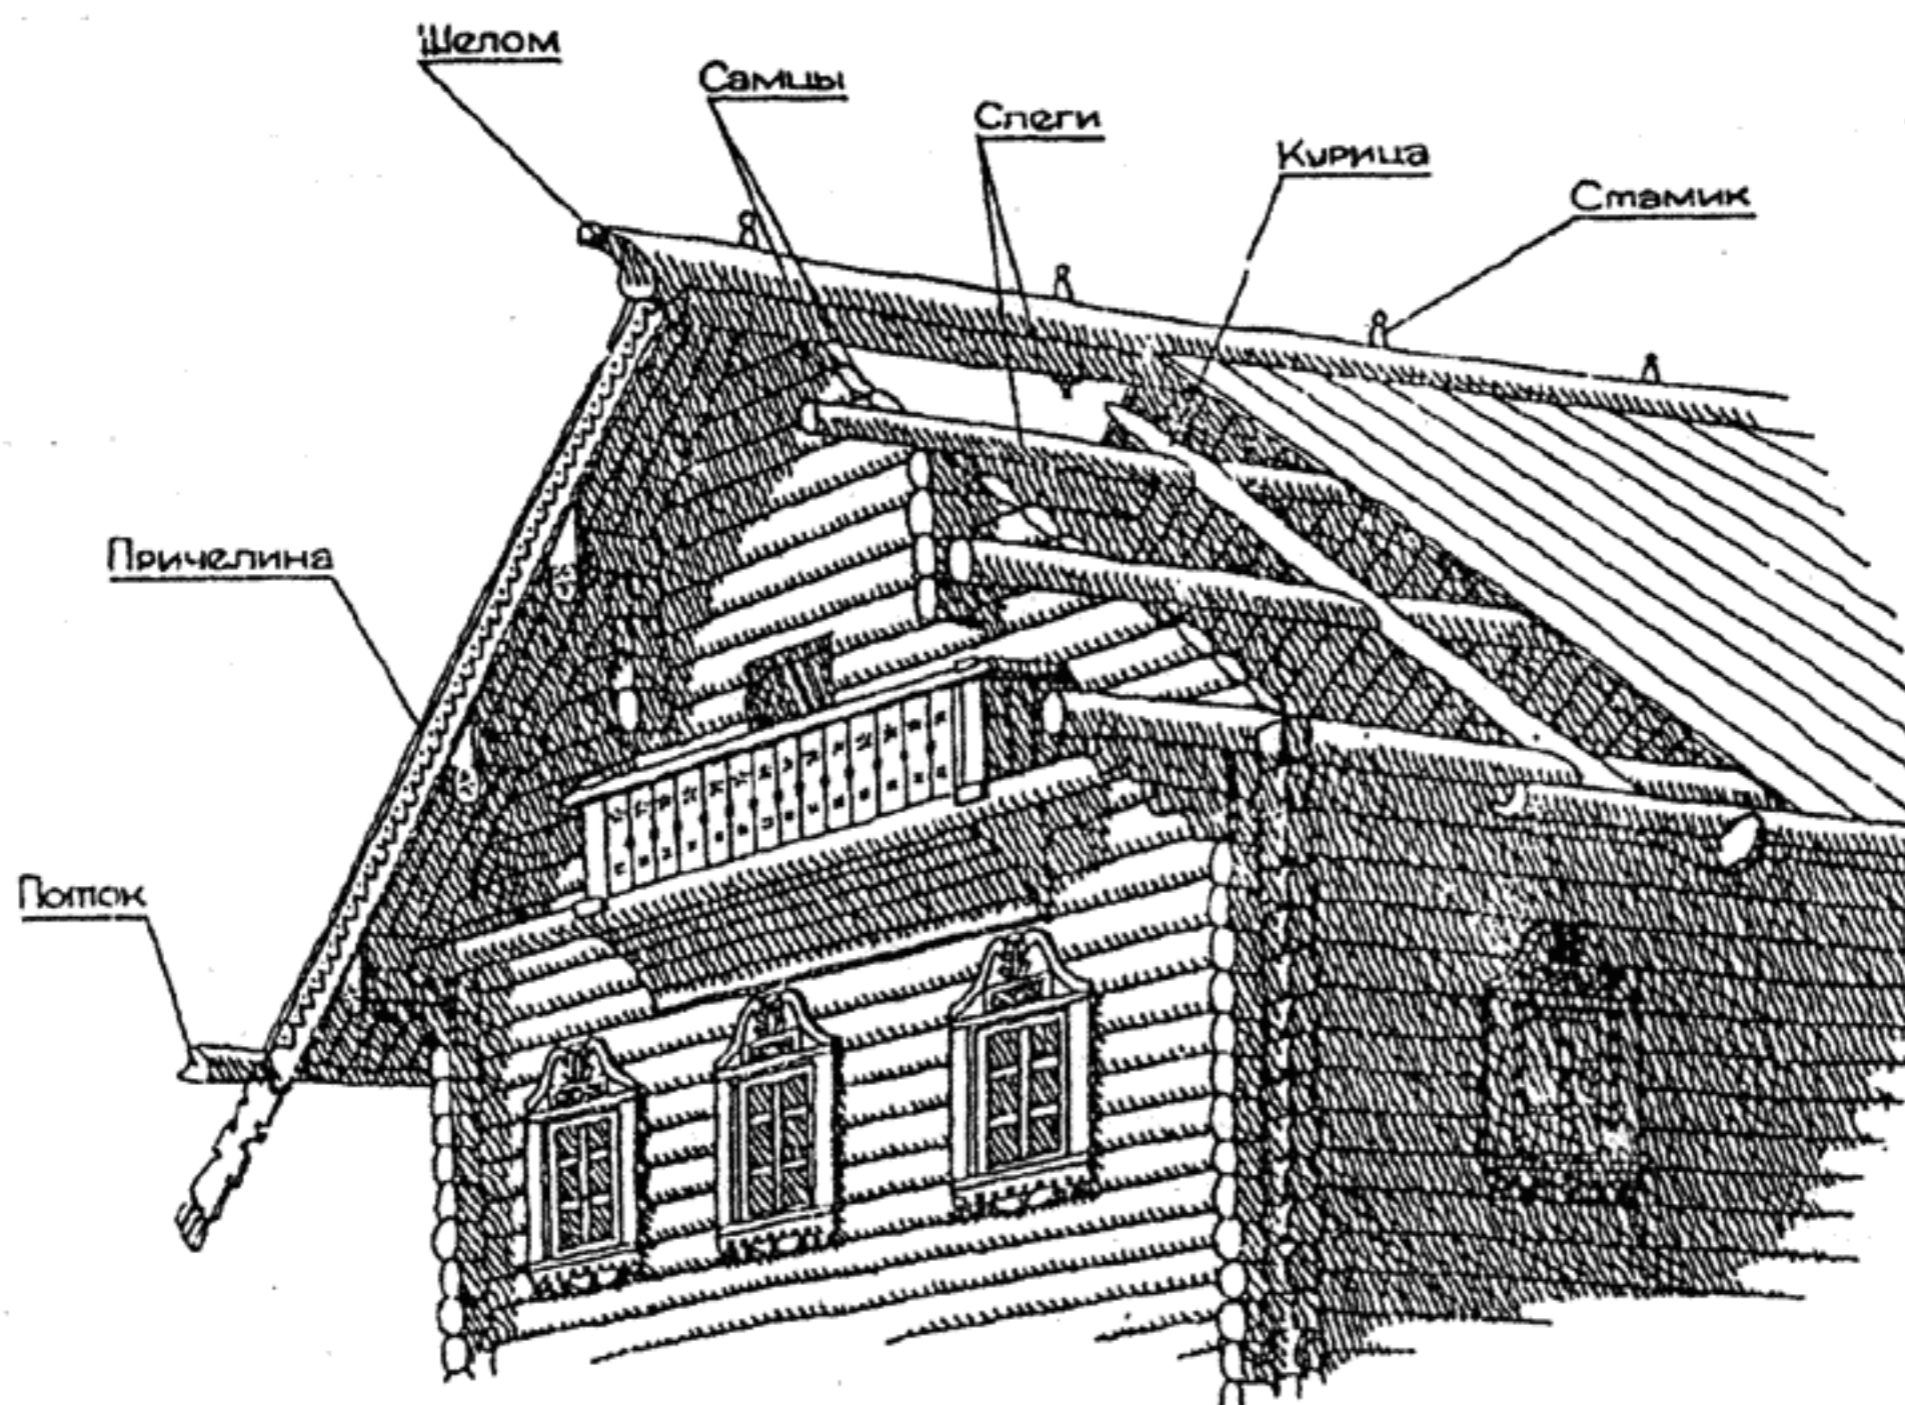 Шелом
Самцы
Слеги
Курица
Стамик
Причелина
Поток